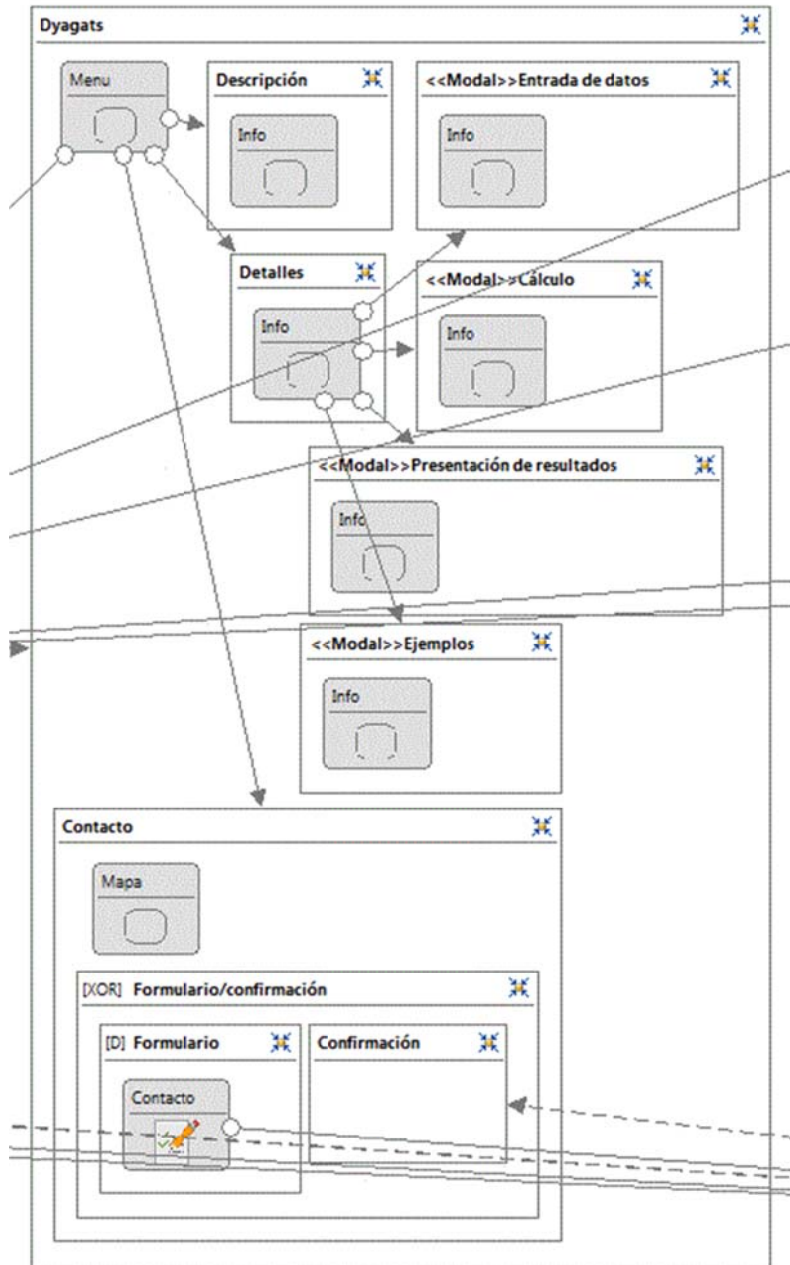 Dyagats
Menu
Descripción
Info
<<Modal>>Entrada de datos
Info
Detalles
Info
<<Modal>>Cálculo
Info
<<Modal>>Presentación de resultados
Info
<<Modal>>Ejemplos
Info
Contacto
Mapa
[XOR] Formulario/confirmación
[D] Formulario
Contacto
Confirmación